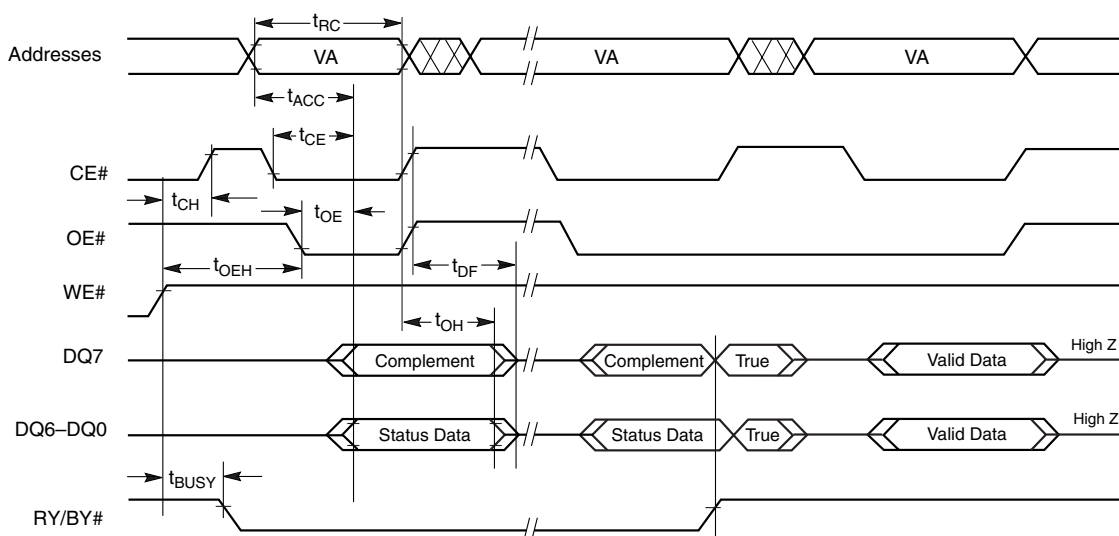 tRC
Addresses VA VA VA
tACC
tCE
CE#
tCH tOE
OE#
tOEH tDF
WE#
tOH
DQ7 Complement Complement True Valid Data High Z
DQ6–DQ0 Status Data Status Data True Valid Data High Z
tBUSY
RY/BY#